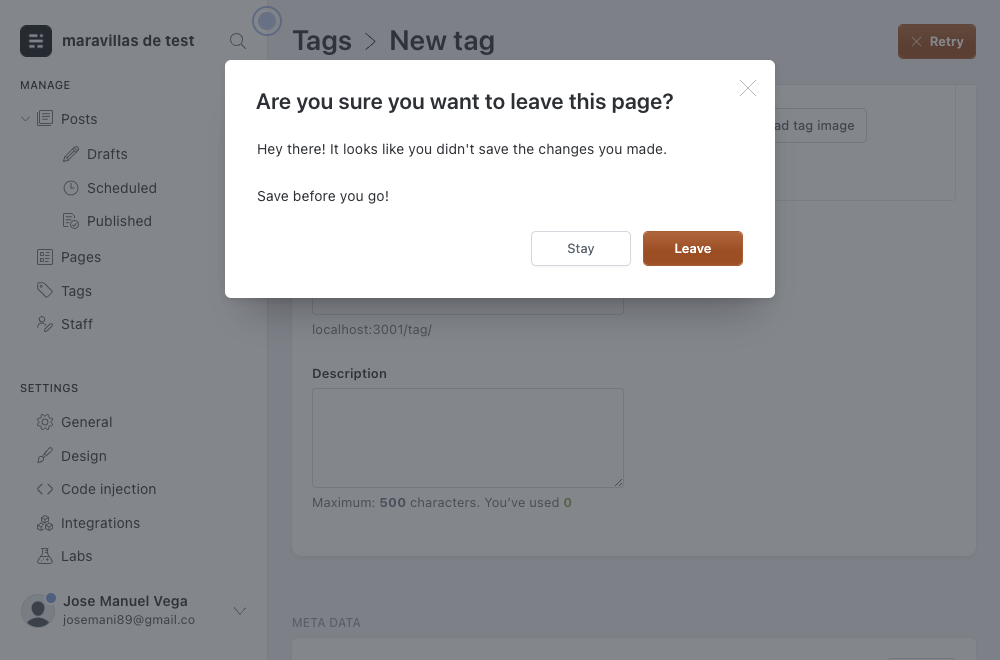 maravillas de test
MANAGE
Posts
Drafts
Scheduled
Published
Pages
Tags
Staff
SETTINGS
General
Design
Code injection
Integrations
Labs
Jose Manuel Vega
josemani89@gmail.co
Tags > New tag
Retry
tag image
Are you sure you want to leave this page?
Hey there! It looks like you didn't save the changes you made.
Save before you go!
Stay
Leave
localhost:3001/tag/
Description
Maximum: 500 characters. You've used 0
META DATA